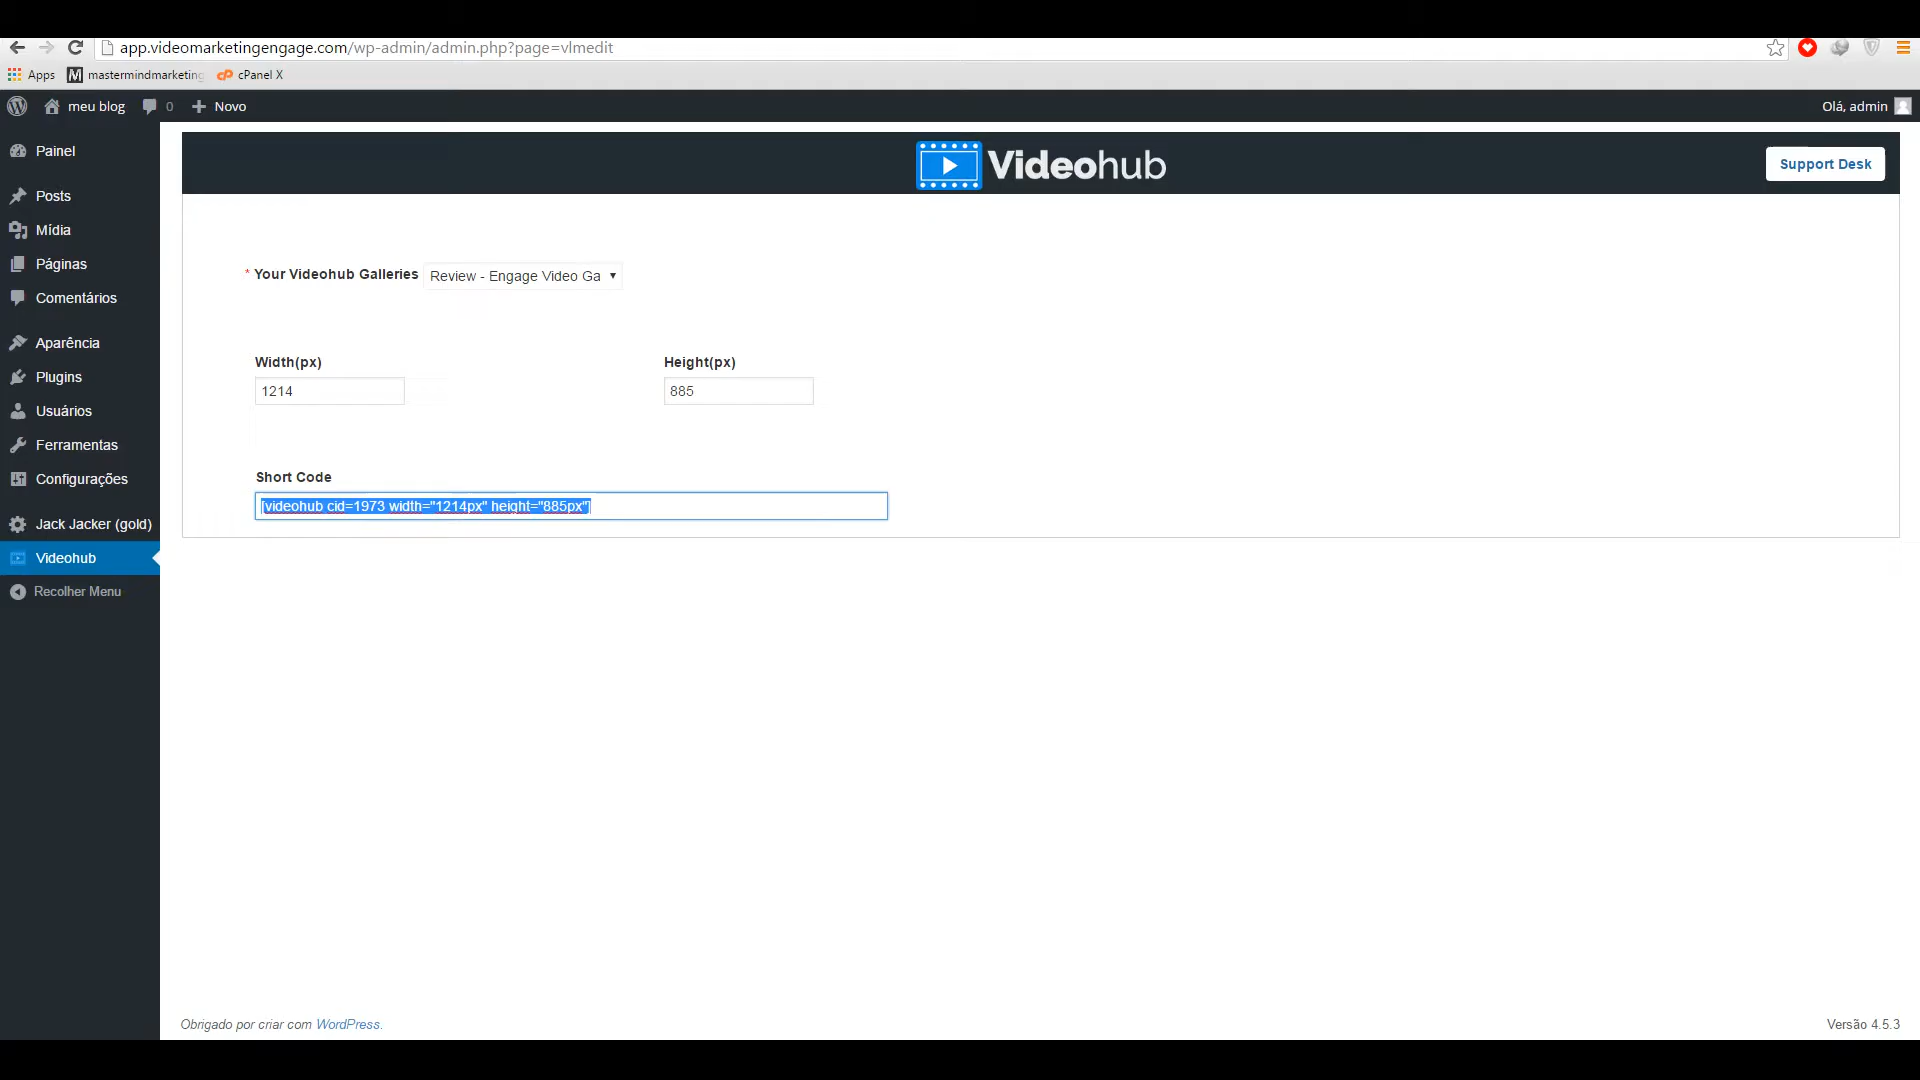 app.videomarketingengage.com/wp-admin/admin.php?page=vlmedit
Apps mastermindmarketing cPanel X
meu blog 0 Novo Olá, admin
Painel
Posts
Mídia
Páginas
Comentários
Aparência
Plugins
Usuários
Ferramentas
Configurações
Jack Jacker (gold)
Videohub
Recolher Menu
Videohub
Support Desk
* Your Videohub Galleries Review - Engage Video Ga
Width(px) Height(px)
1214 885
Short Code
[videohub cid=1973 width="1214px" height="885px"]
Obrigado por criar com WordPress. Versão 4.5.3